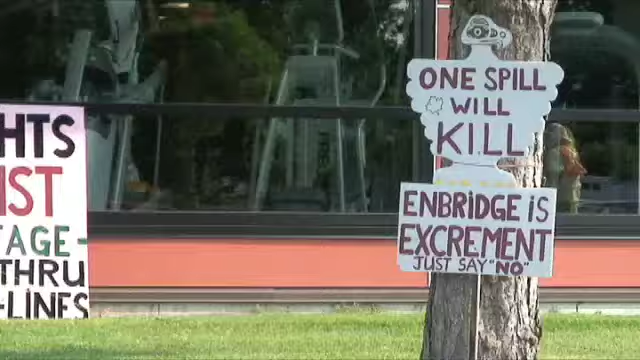 HTS
IST
TAGE-
THRU
-LINES
ONE SPILL
WILL
KILL
ENBRIDGE iS
EXCREMENT
JUST SAY "NO"